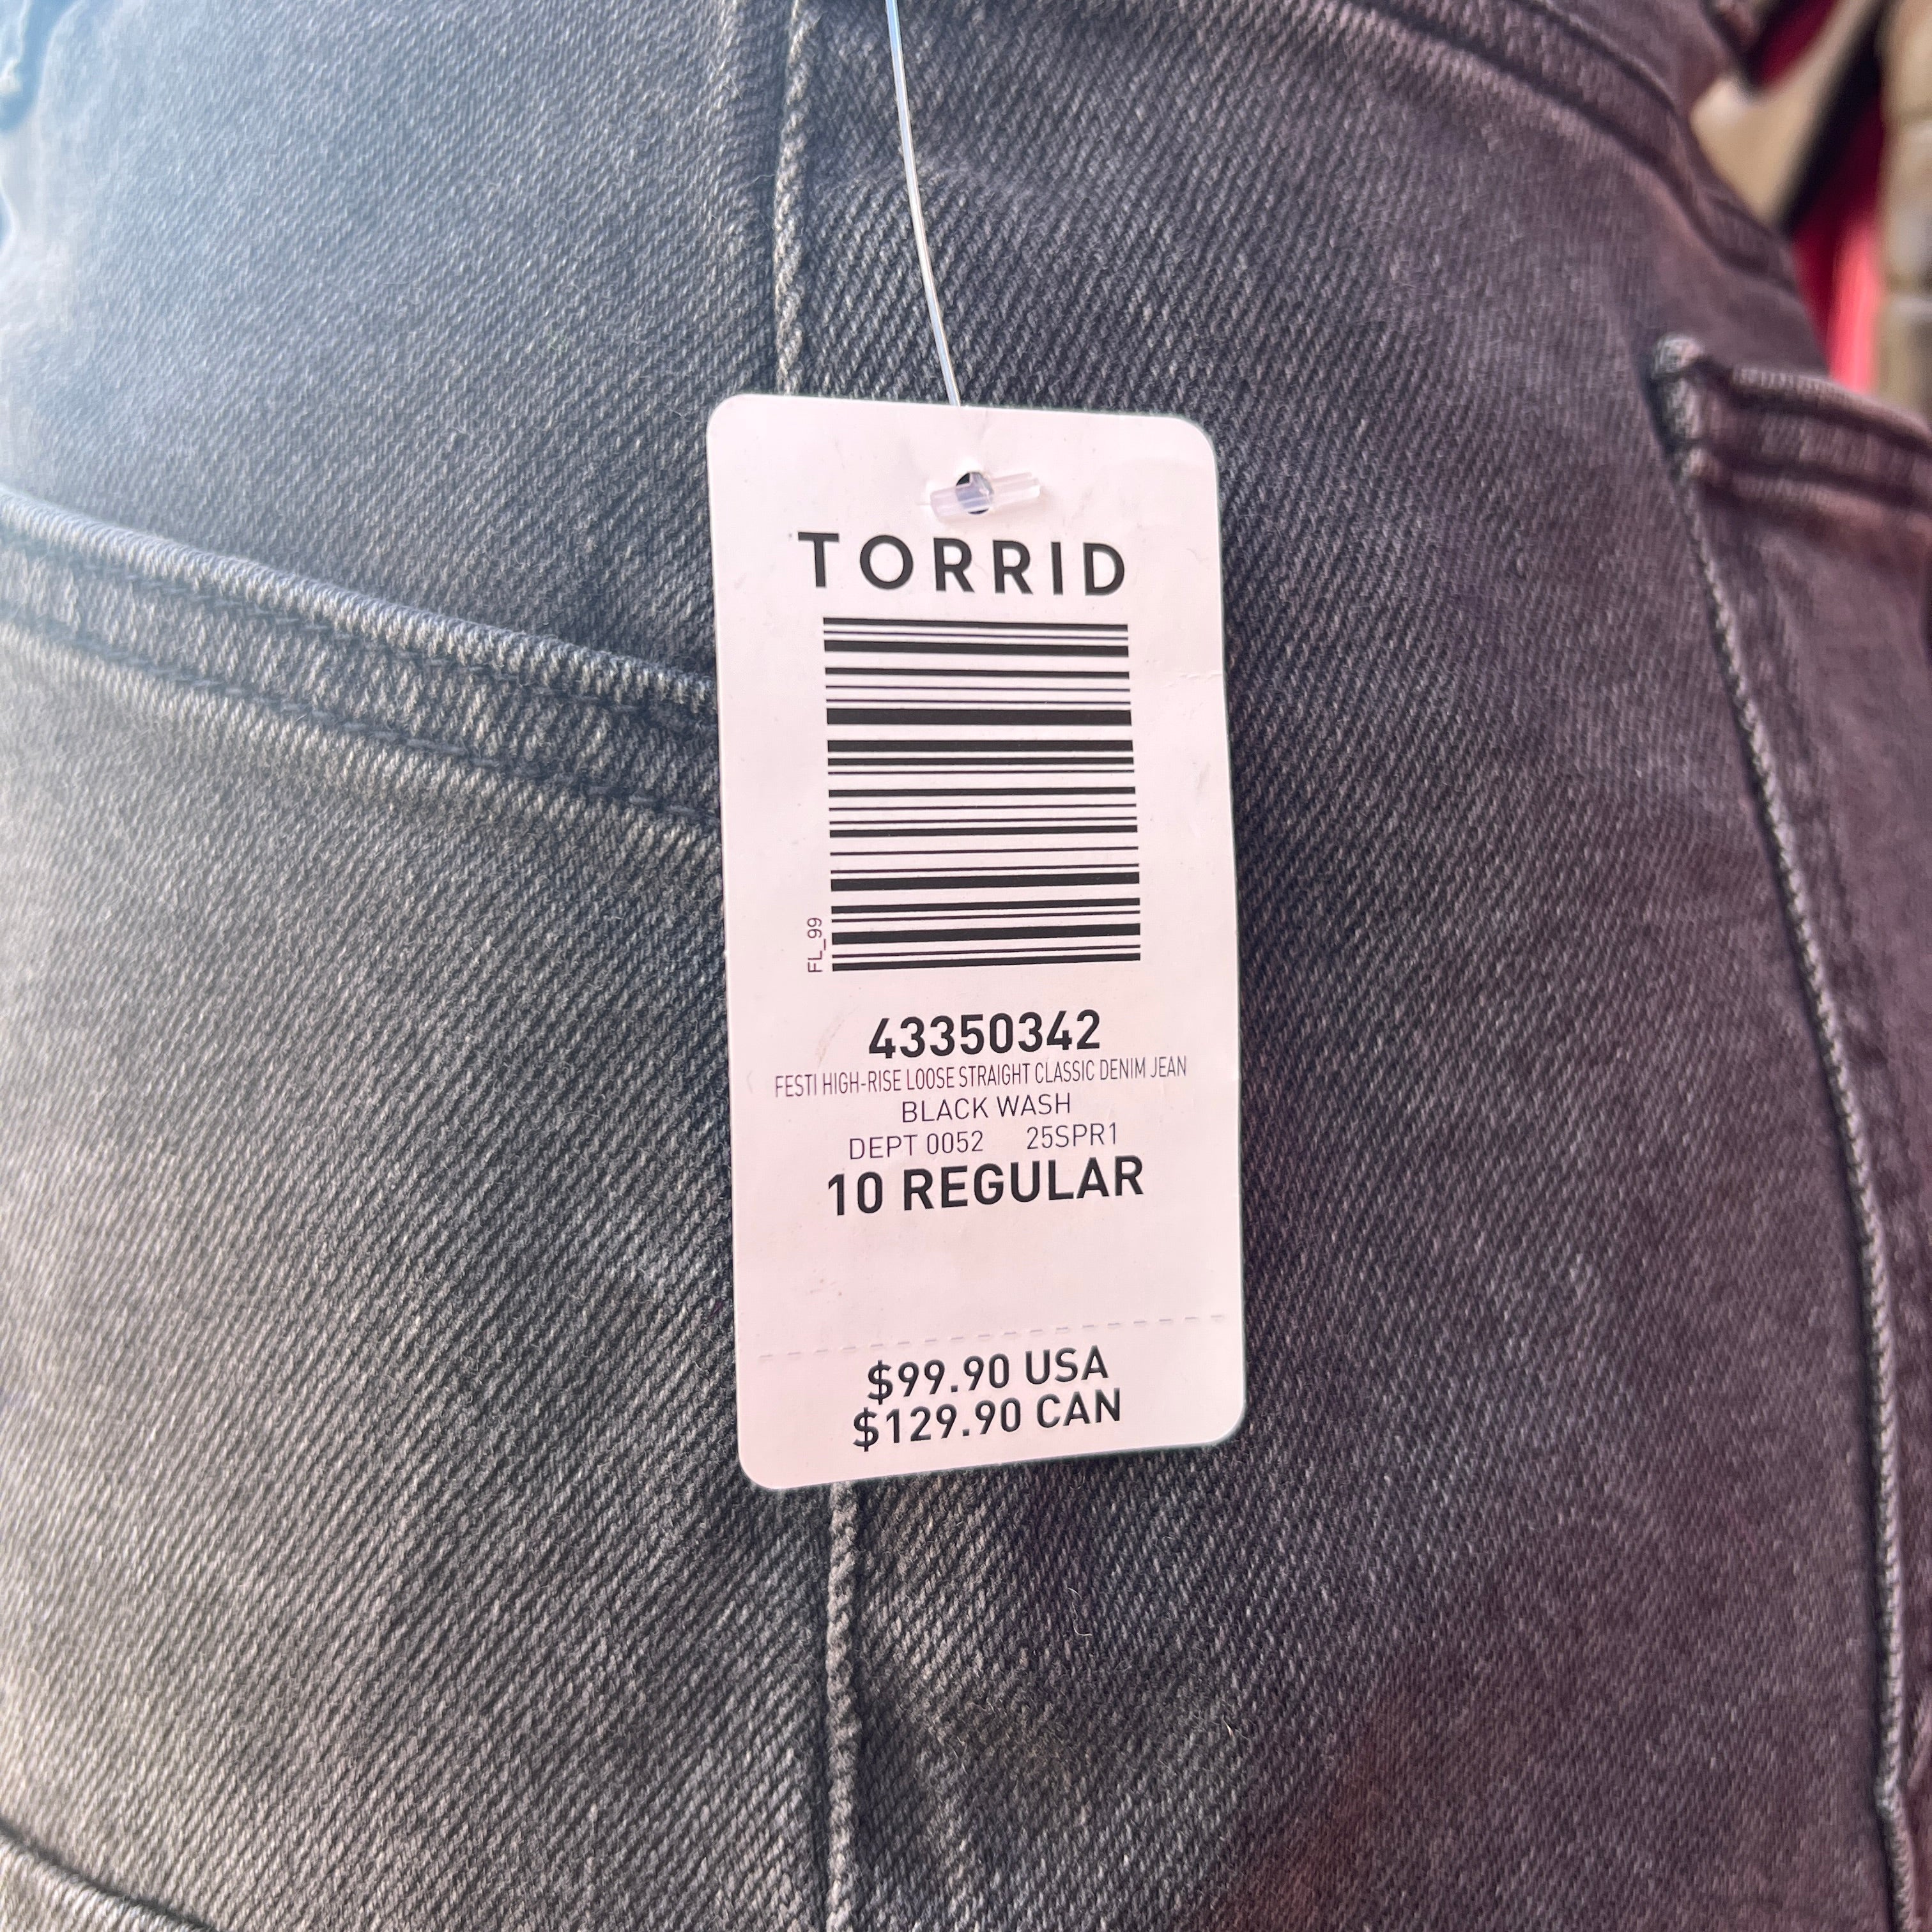 TORRID
FL_99
43350342
FESTI HIGH-RISE LOOSE STRAIGHT CLASSIC DENIM JEAN
BLACK WASH
DEPT 0052 25SPR1
10 REGULAR
$99.90 USA
$129.90 CAN